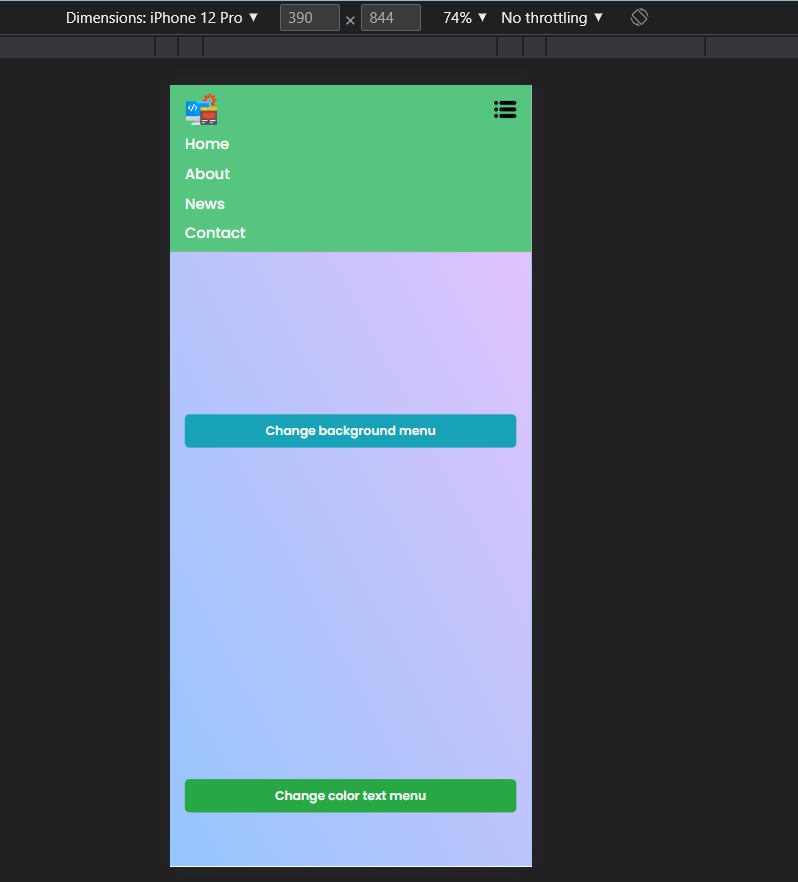 Dimensions: iPhone 12 Pro ▼ 390 × 844 74% ▼ No throttling ▼
</>
Home
About
News
Contact
Change background menu
Change color text menu